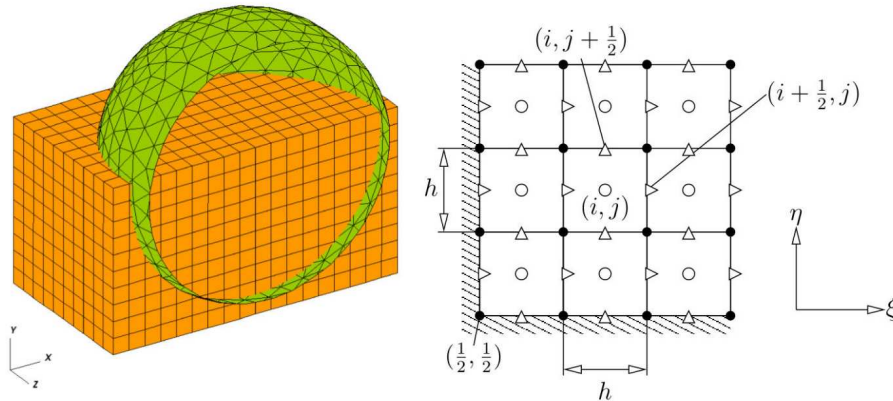 Y
X
Z
(i, j + 1/2)
(i + 1/2, j)
h
(i, j)
η
ξ
(1/2, 1/2)
h